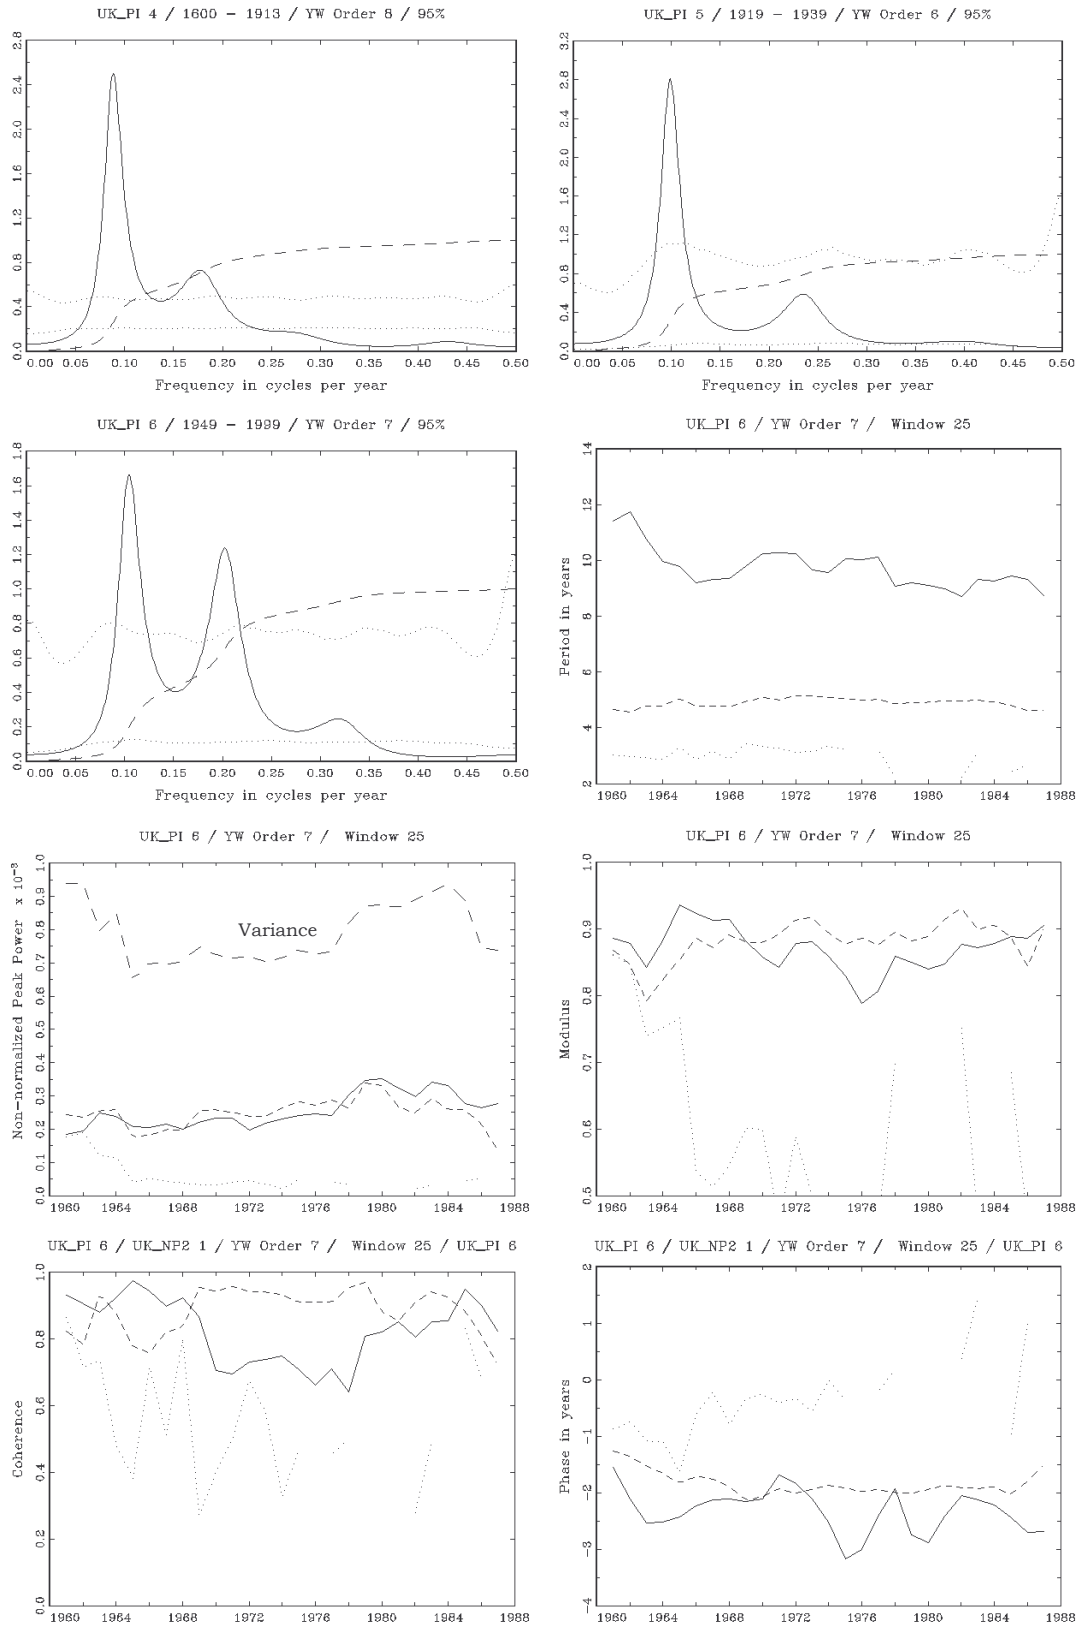 UK_PI 4 / 1600 - 1913 / YW Order 8 / 95%
2.8
2.4
2.0
1.6
1.2
0.8
0.4
0.0
0.00 0.05 0.10 0.15 0.20 0.25 0.30 0.35 0.40 0.45 0.50
Frequency in cycles per year
UK_PI 5 / 1919 - 1939 / YW Order 6 / 95%
3.2
2.8
2.4
2.0
1.6
1.2
0.8
0.4
0.0
0.00 0.05 0.10 0.15 0.20 0.25 0.30 0.35 0.40 0.45 0.50
Frequency in cycles per year
UK_PI 6 / 1949 - 1999 / YW Order 7 / 95%
1.8
1.6
1.4
1.2
1.0
0.8
0.6
0.4
0.2
0.0
0.00 0.05 0.10 0.15 0.20 0.25 0.30 0.35 0.40 0.45 0.50
Frequency in cycles per year
UK_PI 6 / YW Order 7 / Window 25
Period in years
14
12
10
8
6
4
2
1960 1964 1968 1972 1976 1980 1984 1988
UK_PI 6 / YW Order 7 / Window 25
Non-normalized Peak Power x 10⁻³
1.0
0.9
0.8
0.7
0.6
0.5
0.4
0.3
0.2
0.1
0.0
Variance
1960 1964 1968 1972 1976 1980 1984 1988
UK_PI 6 / YW Order 7 / Window 25
Modulus
1.0
0.9
0.8
0.7
0.6
0.5
1960 1964 1968 1972 1976 1980 1984 1988
UK_PI 6 / UK_NP2 1 / YW Order 7 / Window 25 / UK_PI 6
Coherence
1.0
0.8
0.6
0.4
0.2
0.0
1960 1964 1968 1972 1976 1980 1984 1988
UK_PI 6 / UK_NP2 1 / YW Order 7 / Window 25 / UK_PI 6
Phase in years
2
1
0
-1
-2
-3
-4
1960 1964 1968 1972 1976 1980 1984 1988